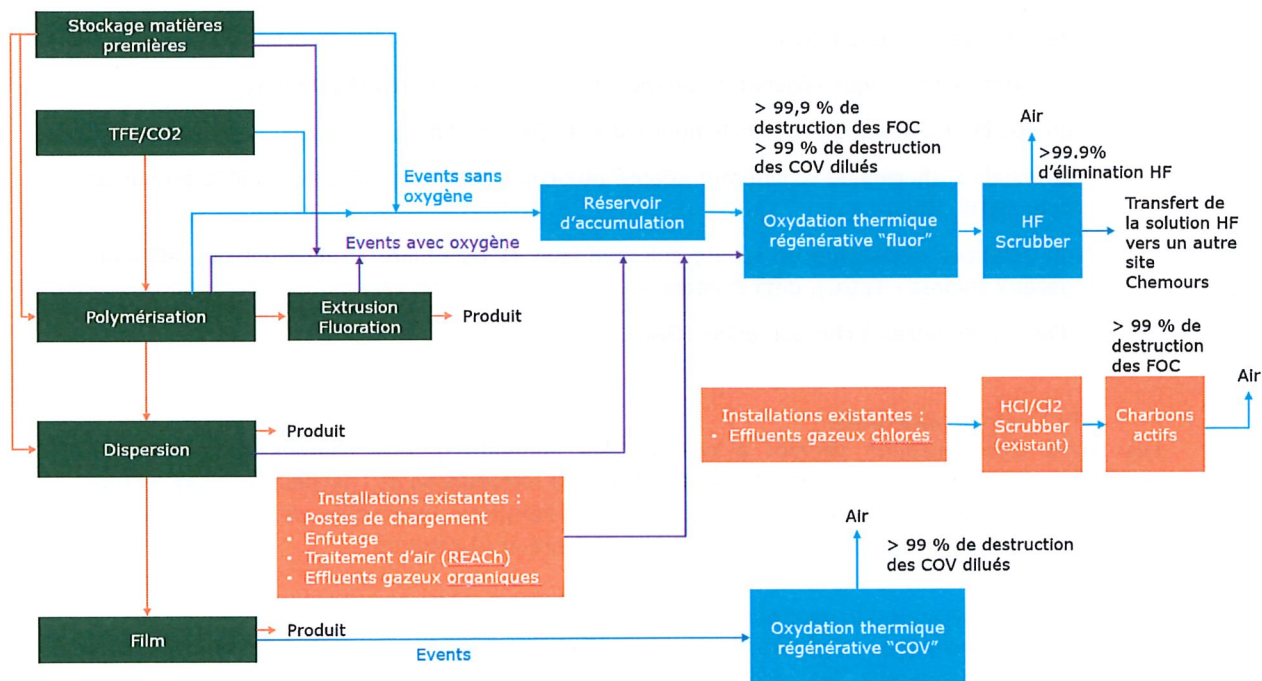 Stockage matières
premières
TFE/CO2
Events sans
oxygène
Réservoir
d'accumulation
> 99,9 % de
destruction des FOC
> 99 % de destruction
des COV dilués
Oxydation thermique
régénérative "fluor"
Air
>99.9%
d'élimination HF
HF
Scrubber
Transfert de
la solution HF
vers un autre
site
Chemours
Events avec oxygène
Polymérisation
Extrusion
Fluoration
Produit
> 99 % de
destruction
des FOC
Air
Installations existantes :
• Effluents gazeux chlorés
HCl/Cl2
Scrubber
(existant)
Charbons
actifs
Dispersion
Produit
Installations existantes :
• Postes de chargement
• Enfutage
• Traitement d'air (REACh)
• Effluents gazeux organiques
Air
> 99 % de destruction
des COV dilués
Film
Produit
Events
Oxydation thermique
régénérative "COV"